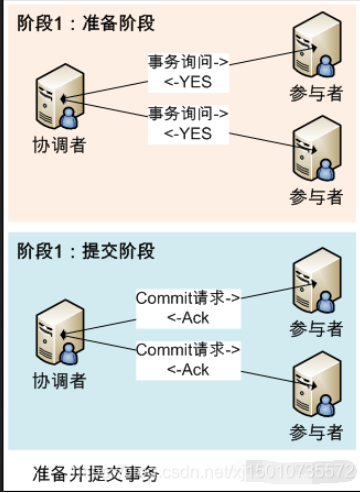 阶段1：准备阶段
事务询问->
<-YES
参与者
协调者
事务询问->
<-YES
参与者
阶段1：提交阶段
Commit请求->
<-Ack
参与者
协调者
Commit请求->
<-Ack
参与者
准备并提交事务
csdn.net/xj15010735572